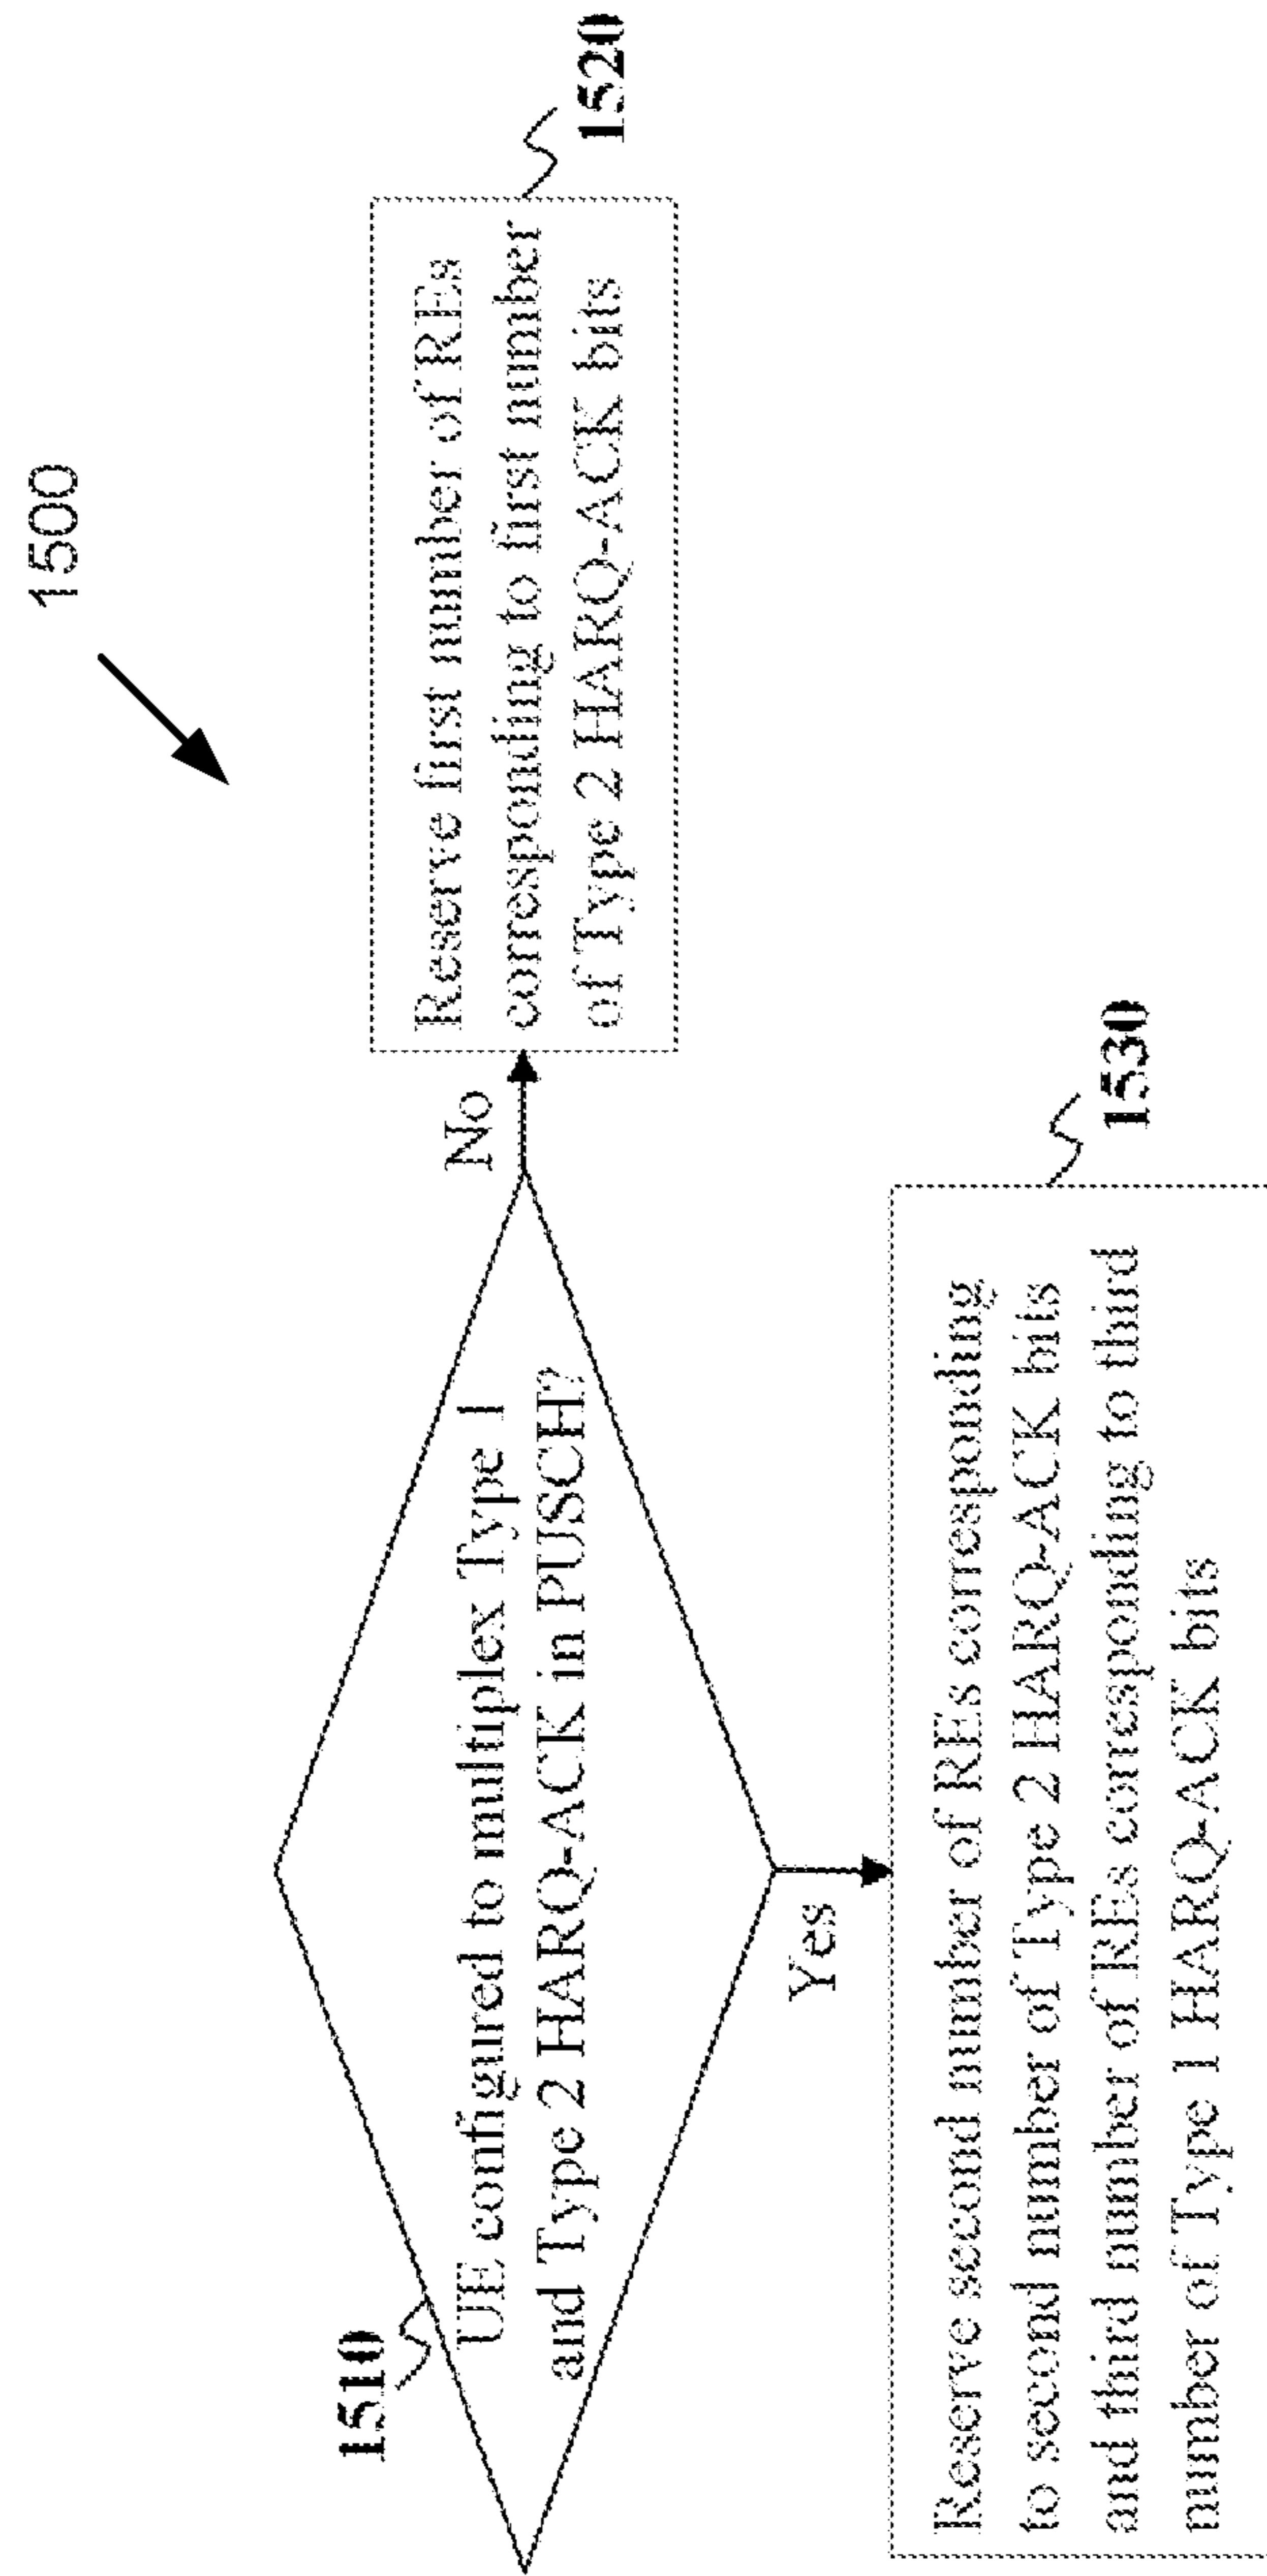 1500
1510
UE configured to multiplex Type 1
and Type 2 HARQ-ACK in PUSCH?
No
Reserve first number of REs
corresponding to first number
of Type 2 HARQ-ACK bits
1520
Yes
Reserve second number of REs corresponding
to second number of Type 2 HARQ-ACK bits
and third number of REs corresponding to third
number of Type 1 HARQ-ACK bits
1530